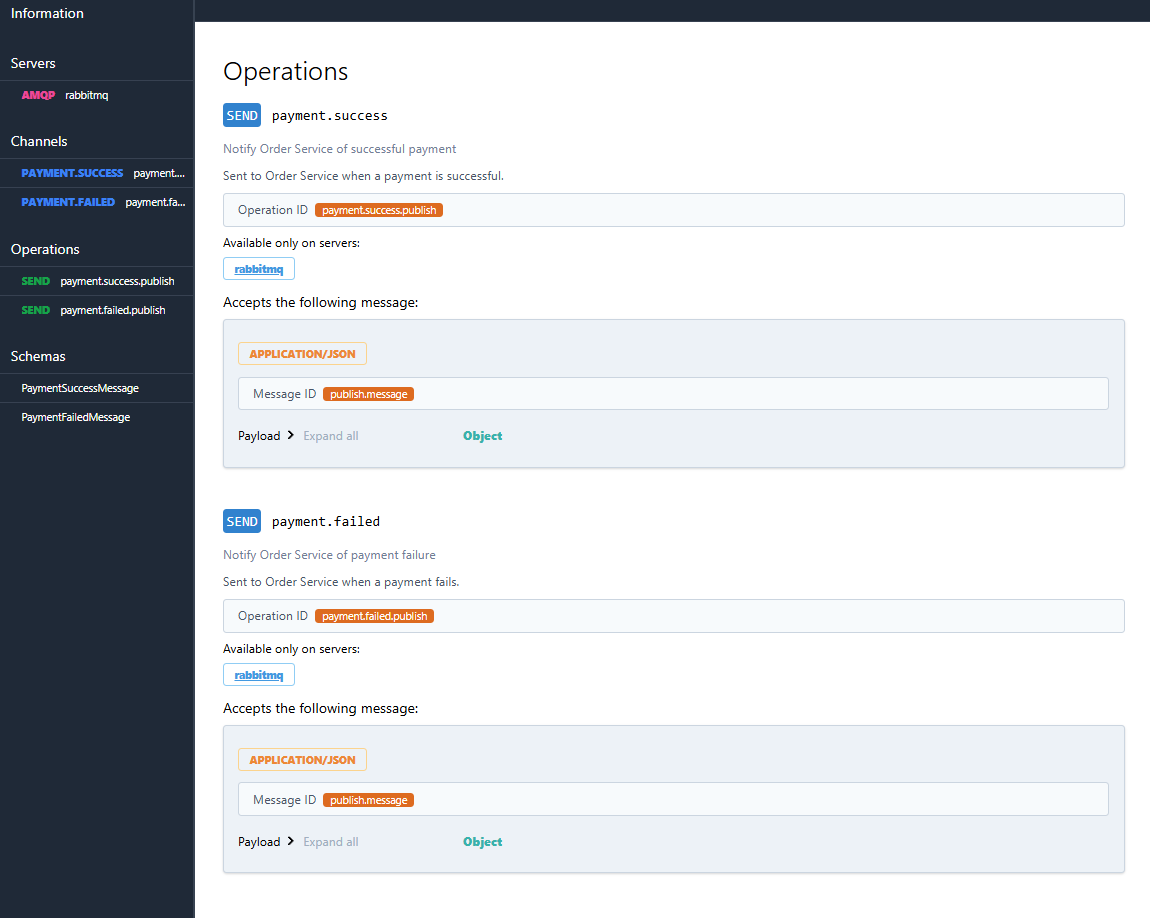 Information
Servers
AMQP rabbitmq
Channels
PAYMENT.SUCCESS payment....
PAYMENT.FAILED payment.fa...
Operations
SEND payment.success.publish
SEND payment.failed.publish
Schemas
PaymentSuccessMessage
PaymentFailedMessage
Operations
SEND payment.success
Notify Order Service of successful payment
Sent to Order Service when a payment is successful.
Operation ID payment.success.publish
Available only on servers:
rabbitmq
Accepts the following message:
APPLICATION/JSON
Message ID publish.message
Payload Expand all Object
SEND payment.failed
Notify Order Service of payment failure
Sent to Order Service when a payment fails.
Operation ID payment.failed.publish
Available only on servers:
rabbitmq
Accepts the following message:
APPLICATION/JSON
Message ID publish.message
Payload Expand all Object